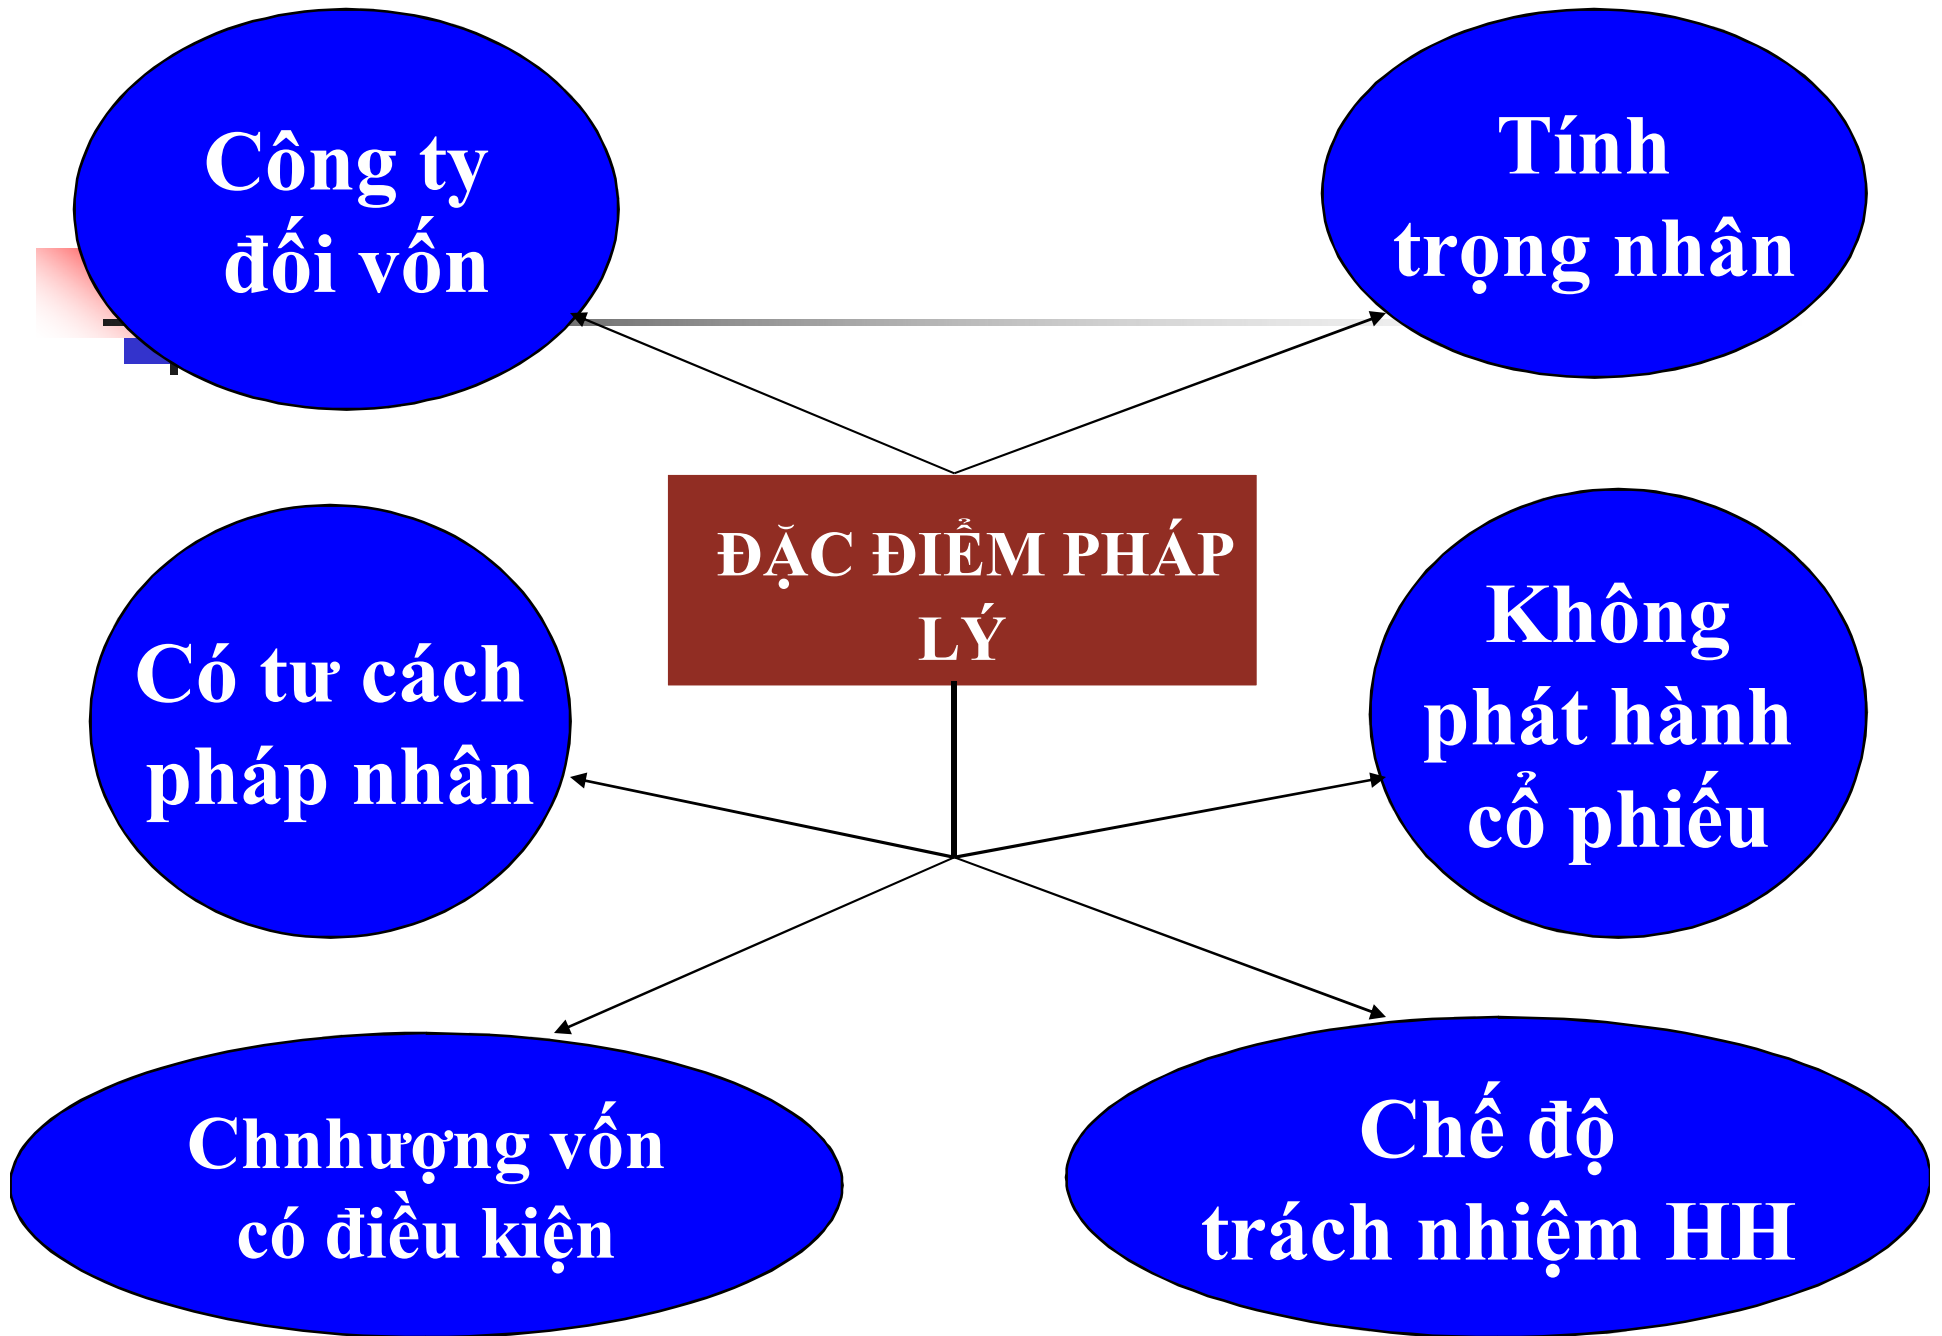 Công ty
đối vốn
Tính
trọng nhân
ĐẶC ĐIỂM PHÁP
LÝ
Có tư cách
pháp nhân
Không
phát hành
cổ phiếu
Chnhượng vốn
có điều kiện
Chế độ
trách nhiệm HH